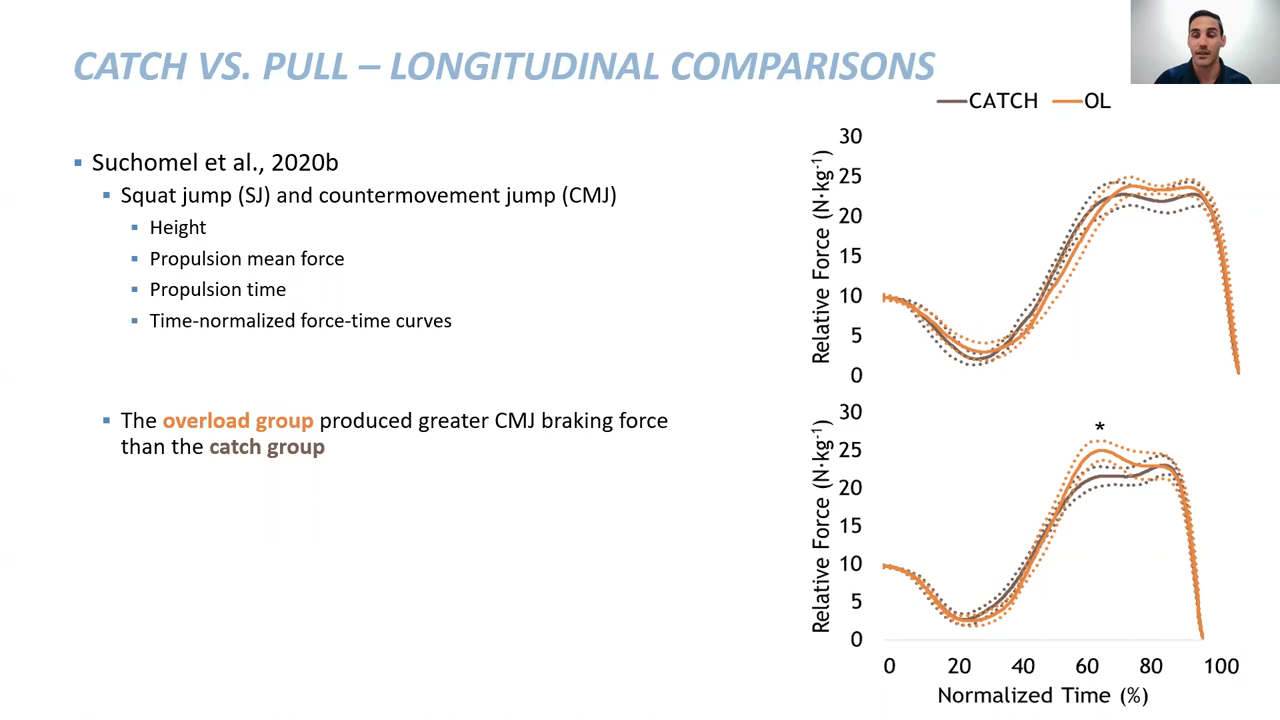 CATCH VS. PULL – LONGITUDINAL COMPARISONS
Suchomel et al., 2020b
Squat jump (SJ) and countermovement jump (CMJ)
Height
Propulsion mean force
Propulsion time
Time-normalized force-time curves
The overload group produced greater CMJ braking force
than the catch group
CATCH OL
Relative Force (N·kg⁻¹)
30
25
20
15
10
5
0
Relative Force (N·kg⁻¹)
30
25
20
15
10
5
0
*
0 20 40 60 80 100
Normalized Time (%)